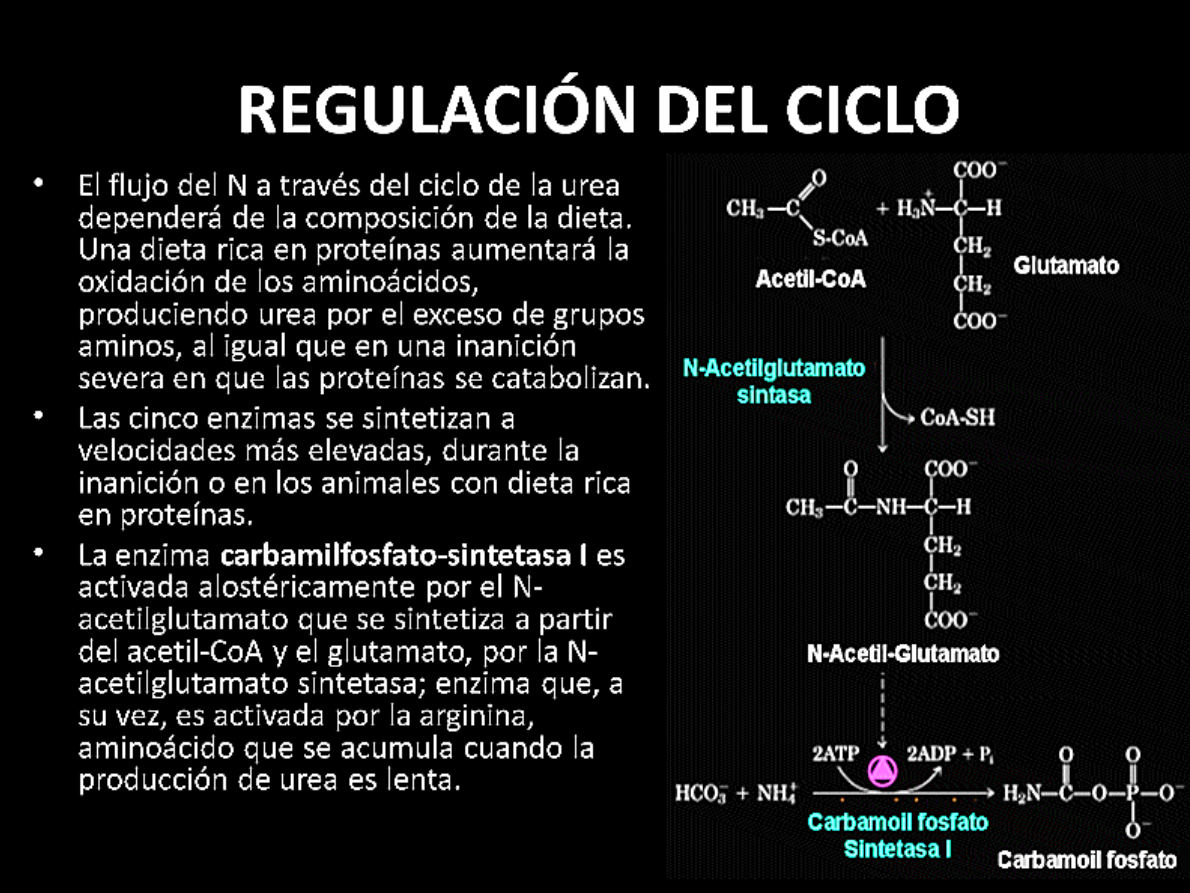 REGULACIÓN DEL CICLO
• El flujo del N a través del ciclo de la urea
dependerá de la composición de la dieta.
Una dieta rica en proteínas aumentará la
oxidación de los aminoácidos,
produciendo urea por el exceso de grupos
aminos, al igual que en una inanición
severa en que las proteínas se catabolizan.
• Las cinco enzimas se sintetizan a
velocidades más elevadas, durante la
inanición o en los animales con dieta rica
en proteínas.
• La enzima carbamilfosfato-sintetasa I es
activada alostéricamente por el N-
acetilglutamato que se sintetiza a partir
del acetil-CoA y el glutamato, por la N-
acetilglutamato sintetasa; enzima que, a
su vez, es activada por la arginina,
aminoácido que se acumula cuando la
producción de urea es lenta.
COO⁻
O
CH₃—C
+ H₃N⁺—C—H
S-CoA
CH₂
Acetil-CoA
Glutamato
CH₂
COO⁻
N-Acetilglutamato
sintasa
CoA-SH
O
COO⁻
CH₃—C—NH—C—H
CH₂
CH₂
COO⁻
N-Acetil-Glutamato
2ATP
2ADP + Pᵢ
O
O
HCO₃⁻ + NH₄⁺
H₂N—C—O—P—O⁻
O⁻
Carbamoil fosfato
Sintetasa I
Carbamoil fosfato